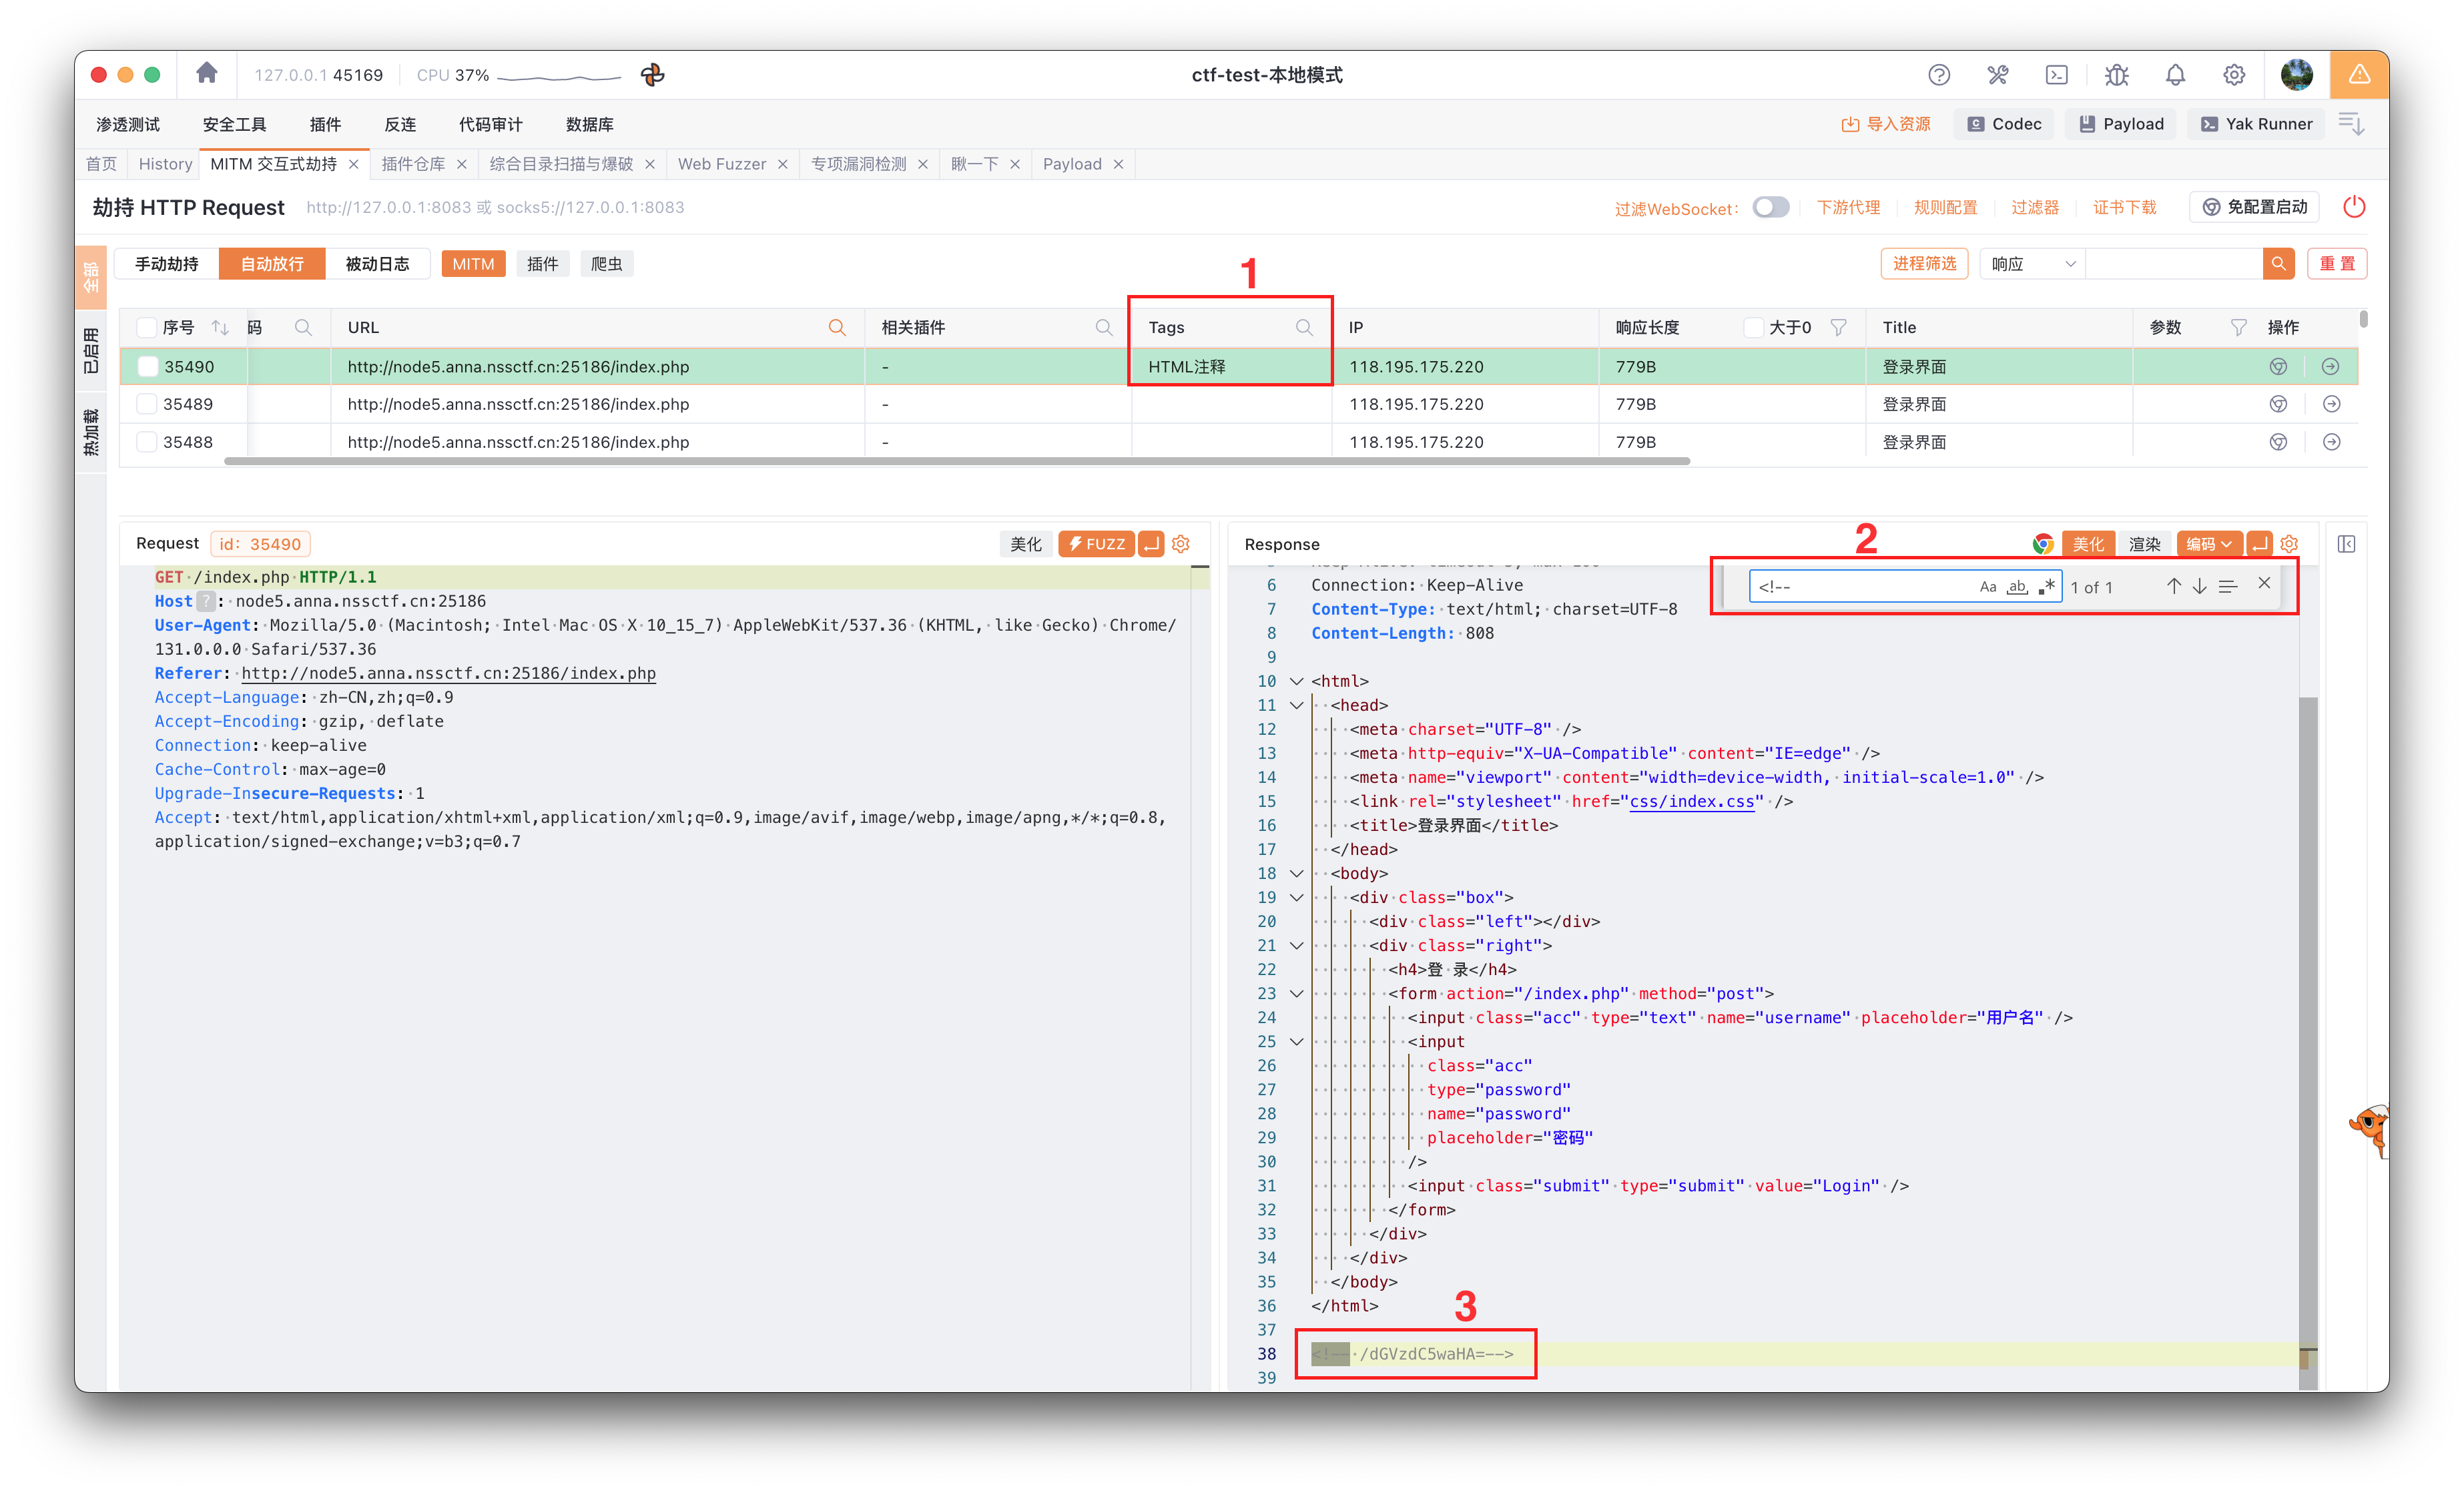 127.0.0.1 45169 CPU 37% ctf-test-本地模式
渗透测试 安全工具 插件 反连 代码审计 数据库 导入资源 Codec Payload Yak Runner
首页 History MITM 交互式劫持 插件仓库 综合目录扫描与爆破 Web Fuzzer 专项漏洞检测 瞅一下 Payload
劫持 HTTP Request http://127.0.0.1:8083 或 socks5://127.0.0.1:8083 过滤WebSocket: 下游代理 规则配置 过滤器 证书下载 免配置启动
全部
已启用
热加载
手动劫持 自动放行 被动日志 MITM 插件 爬虫 1 进程筛选 响应 重 置
序号 码 URL 相关插件 Tags IP 响应长度 大于0 Title 参数 操作
35490 http://node5.anna.nssctf.cn:25186/index.php - HTML注释 118.195.175.220 779B 登录界面
35489 http://node5.anna.nssctf.cn:25186/index.php - 118.195.175.220 779B 登录界面
35488 http://node5.anna.nssctf.cn:25186/index.php - 118.195.175.220 779B 登录界面
Request id: 35490 美化 FUZZ
GET /index.php HTTP/1.1
Host ? : node5.anna.nssctf.cn:25186
User-Agent: Mozilla/5.0 (Macintosh; Intel Mac OS X 10_15_7) AppleWebKit/537.36 (KHTML, like Gecko) Chrome/
131.0.0.0 Safari/537.36
Referer: http://node5.anna.nssctf.cn:25186/index.php
Accept-Language: zh-CN,zh;q=0.9
Accept-Encoding: gzip, deflate
Connection: keep-alive
Cache-Control: max-age=0
Upgrade-Insecure-Requests: 1
Accept: text/html,application/xhtml+xml,application/xml;q=0.9,image/avif,image/webp,image/apng,*/*;q=0.8,
application/signed-exchange;v=b3;q=0.7
Response 2 美化 渲染 编码
<!-- Aa ab .* 1 of 1
6 Connection: Keep-Alive
7 Content-Type: text/html; charset=UTF-8
8 Content-Length: 808
9
10 <html>
11 <head>
12 <meta charset="UTF-8" />
13 <meta http-equiv="X-UA-Compatible" content="IE=edge" />
14 <meta name="viewport" content="width=device-width, initial-scale=1.0" />
15 <link rel="stylesheet" href="css/index.css" />
16 <title>登录界面</title>
17 </head>
18 <body>
19 <div class="box">
20 <div class="left"></div>
21 <div class="right">
22 <h4>登 录</h4>
23 <form action="/index.php" method="post">
24 <input class="acc" type="text" name="username" placeholder="用户名" />
25 <input
26 class="acc"
27 type="password"
28 name="password"
29 placeholder="密码"
30 />
31 <input class="submit" type="submit" value="Login" />
32 </form>
33 </div>
34 </div>
35 </body>
36 </html>
3
37
38 <!-- /dGVzdC5waHA=-->
39